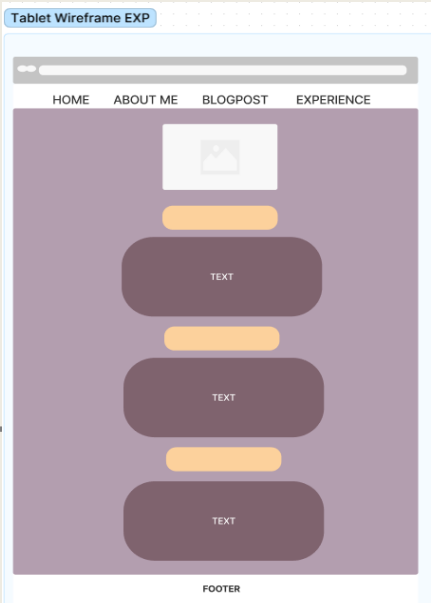 Tablet Wireframe EXP
HOME ABOUT ME BLOGPOST EXPERIENCE
TEXT
TEXT
TEXT
FOOTER